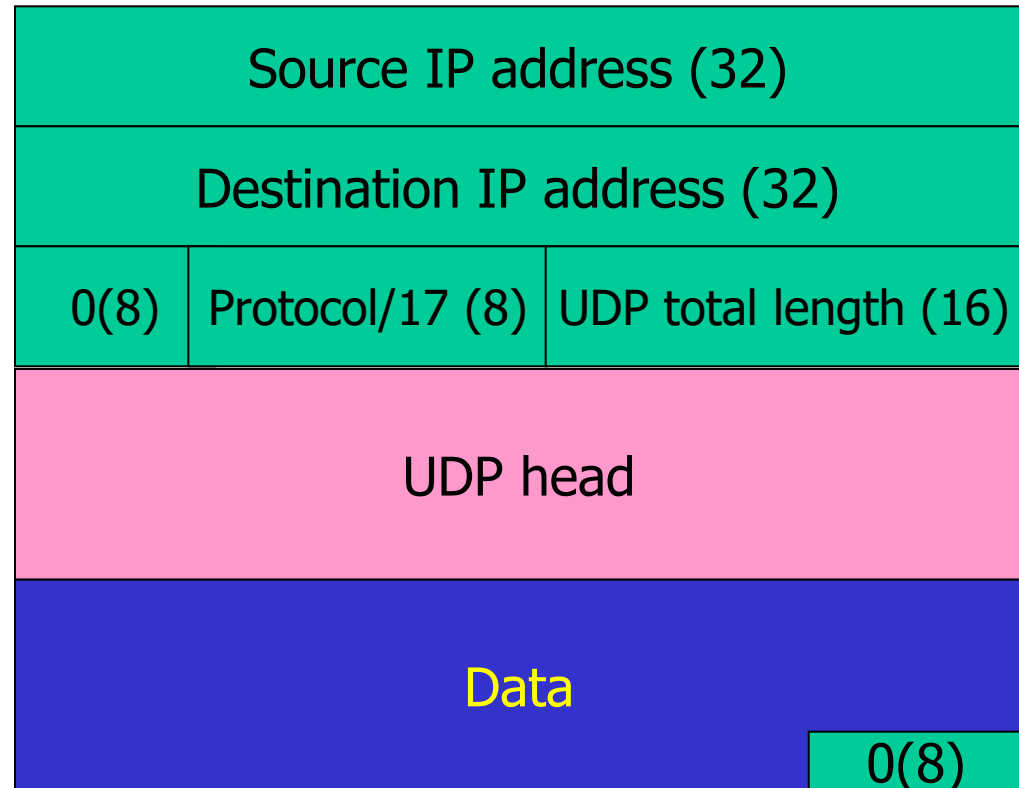 Source IP address (32)
Destination IP address (32)
0(8) Protocol/17 (8) UDP total length (16)
UDP head
Data
0(8)